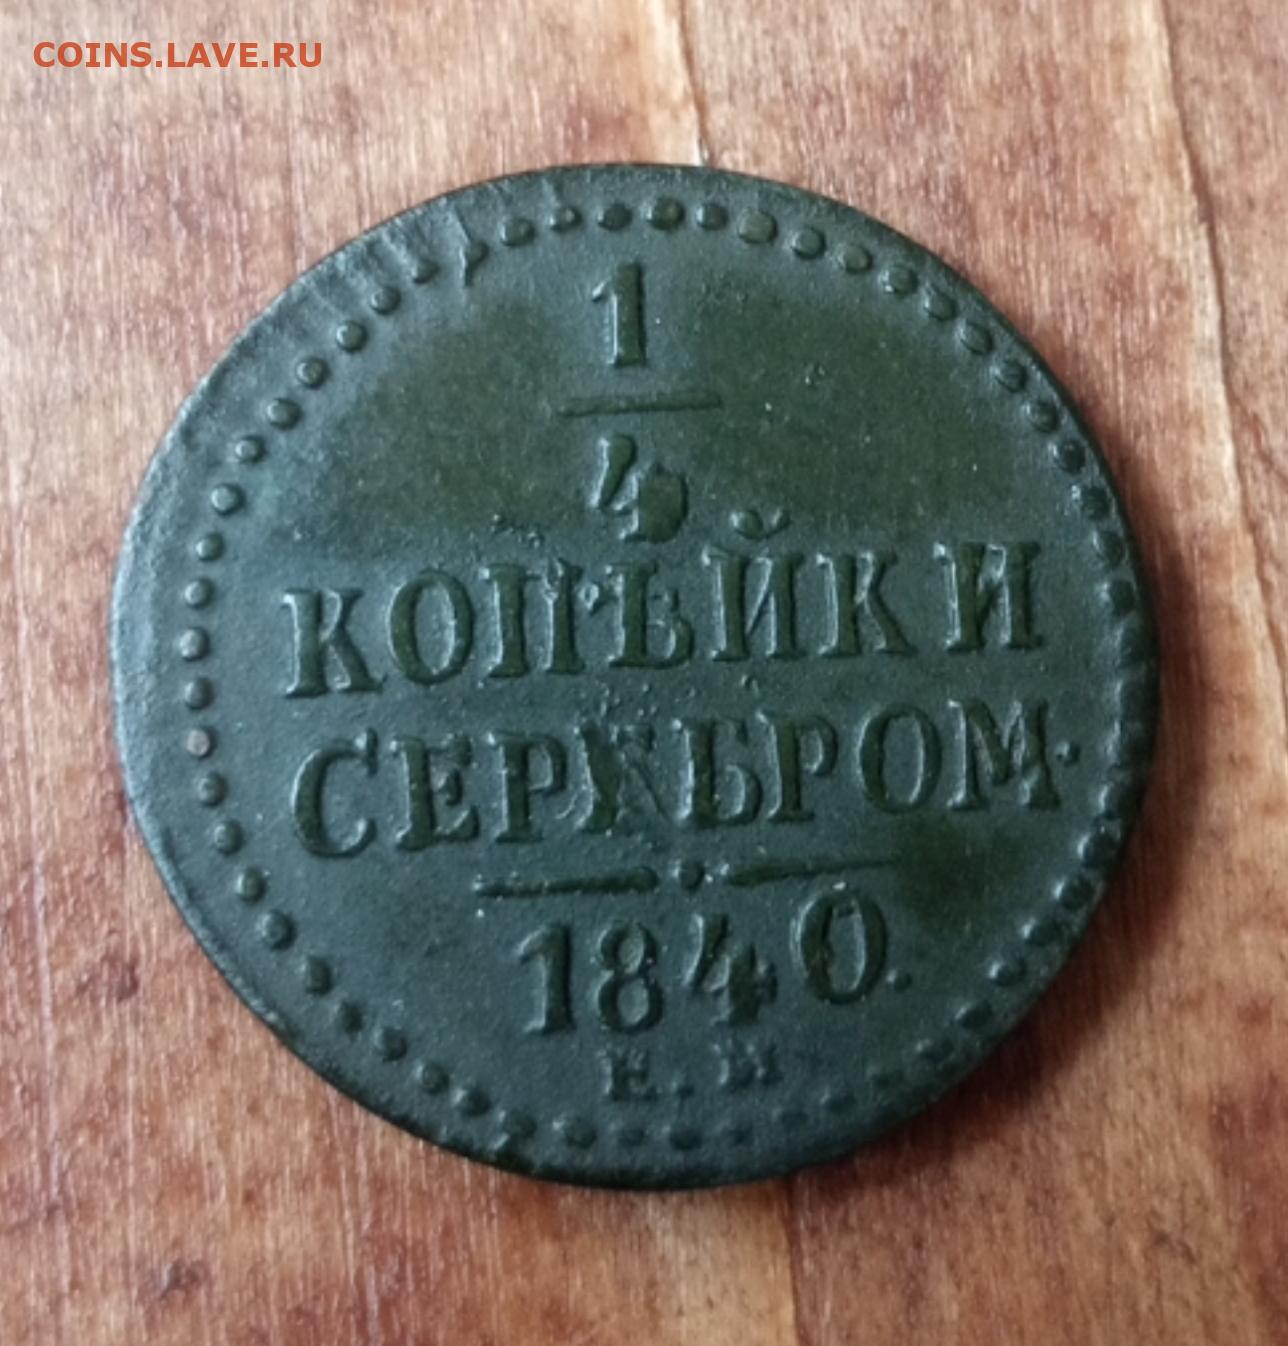 COINS.LAVE.RU
1
4
КОПѢЙКИ
СЕРЕБРОМ.
1840.
Е.М